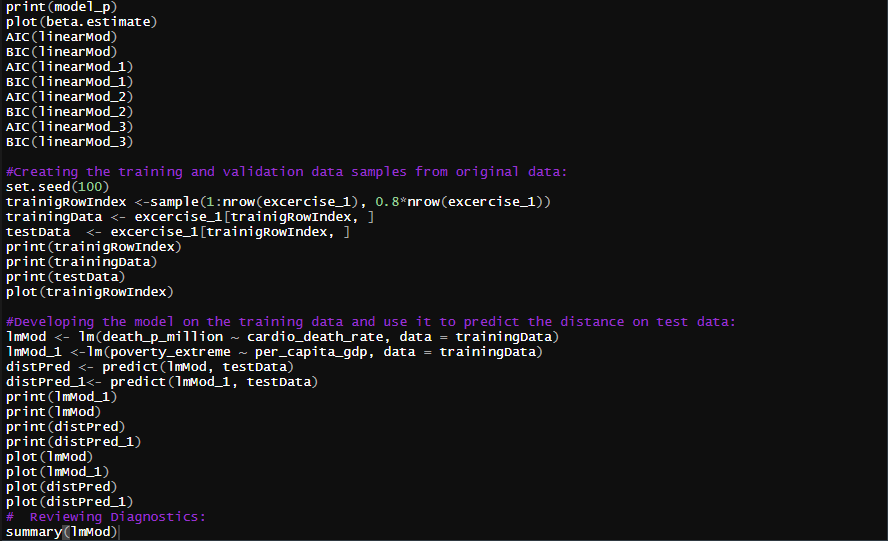 print(model_p)
plot(beta.estimate)
AIC(linearMod)
BIC(linearMod)
AIC(linearMod_1)
BIC(linearMod_1)
AIC(linearMod_2)
BIC(linearMod_2)
AIC(linearMod_3)
BIC(linearMod_3)
#Creating the training and validation data samples from original data:
set.seed(100)
trainigRowIndex <-sample(1:nrow(excercise_1), 0.8*nrow(excercise_1))
trainingData <- excercise_1[trainigRowIndex, ]
testData  <- excercise_1[trainigRowIndex, ]
print(trainigRowIndex)
print(trainingData)
print(testData)
plot(trainigRowIndex)
#Developing the model on the training data and use it to predict the distance on test data:
lmMod <- lm(death_p_million ~ cardio_death_rate, data = trainingData)
lmMod_1 <-lm(poverty_extreme ~ per_capita_gdp, data = trainingData)
distPred <- predict(lmMod, testData)
distPred_1<- predict(lmMod_1, testData)
print(lmMod_1)
print(lmMod)
print(distPred)
print(distPred_1)
plot(lmMod)
plot(lmMod_1)
plot(distPred)
plot(distPred_1)
#  Reviewing Diagnostics:
summary(lmMod)